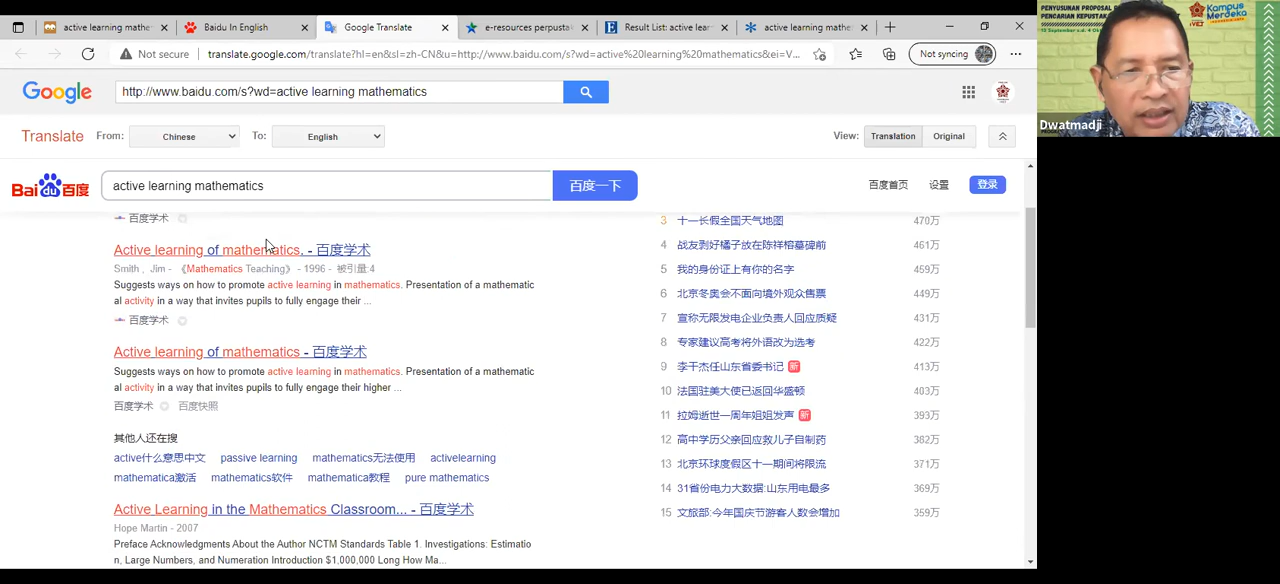 active learning mathe
Baidu In English
Google Translate
e-resources perpusta
Result List: active lear
active learning mathe
Not secure
translate.google.com/translate?hl=en&sl=zh-CN&u=http://www.baidu.com/s?wd=active%20learning%20mathematics&ei=V...
Not syncing
Google
http://www.baidu.com/s?wd=active learning mathematics
Translate
From:
Chinese
To:
English
View:
Translation
Original
Bai百度
active learning mathematics
百度一下
百度首页
设置
登录
百度学术
Active learning of mathematics. - 百度学术
Smith , Jim - 《Mathematics Teaching》 - 1996 - 被引量:4
Suggests ways on how to promote active learning in mathematics. Presentation of a mathematic
al activity in a way that invites pupils to fully engage their ...
百度学术
Active learning of mathematics - 百度学术
Suggests ways on how to promote active learning in mathematics. Presentation of a mathematic
al activity in a way that invites pupils to fully engage their higher ...
百度学术
百度快照
其他人还在搜
active什么意思中文
passive learning
mathematics无法使用
activelearning
mathematica激活
mathematics软件
mathematica教程
pure mathematics
Active Learning in the Mathematics Classroom... - 百度学术
Hope Martin - 2007
Preface Acknowledgments About the Author NCTM Standards Table 1. Investigations: Estimatio
n, Large Numbers, and Numeration Introduction $1,000,000 Long How Ma...
3 十一长假全国天气地图 470万
4 战友剥好橘子放在陈祥榕墓碑前 461万
5 我的身份证上有你的名字 459万
6 北京冬奥会不面向境外观众售票 449万
7 宣称无限发电企业负责人回应质疑 431万
8 专家建议高考将外语改为选考 422万
9 李干杰任山东省委书记 新 413万
10 法国驻美大使已返回华盛顿 403万
11 拉姆逝世一周年姐姐发声 新 393万
12 高中学历父亲回应救儿子自制药 382万
13 北京环球度假区十一期间将限流 371万
14 31省份电力大数据:山东用电最多 369万
15 文旅部:今年国庆节游客人数会增加 359万
PENYUSUNAN PROPOSAL
PENCARIAN KEPUSTAK
15 September s.d. 4 Ok
Kampus
Merdeka
Dwatmadji